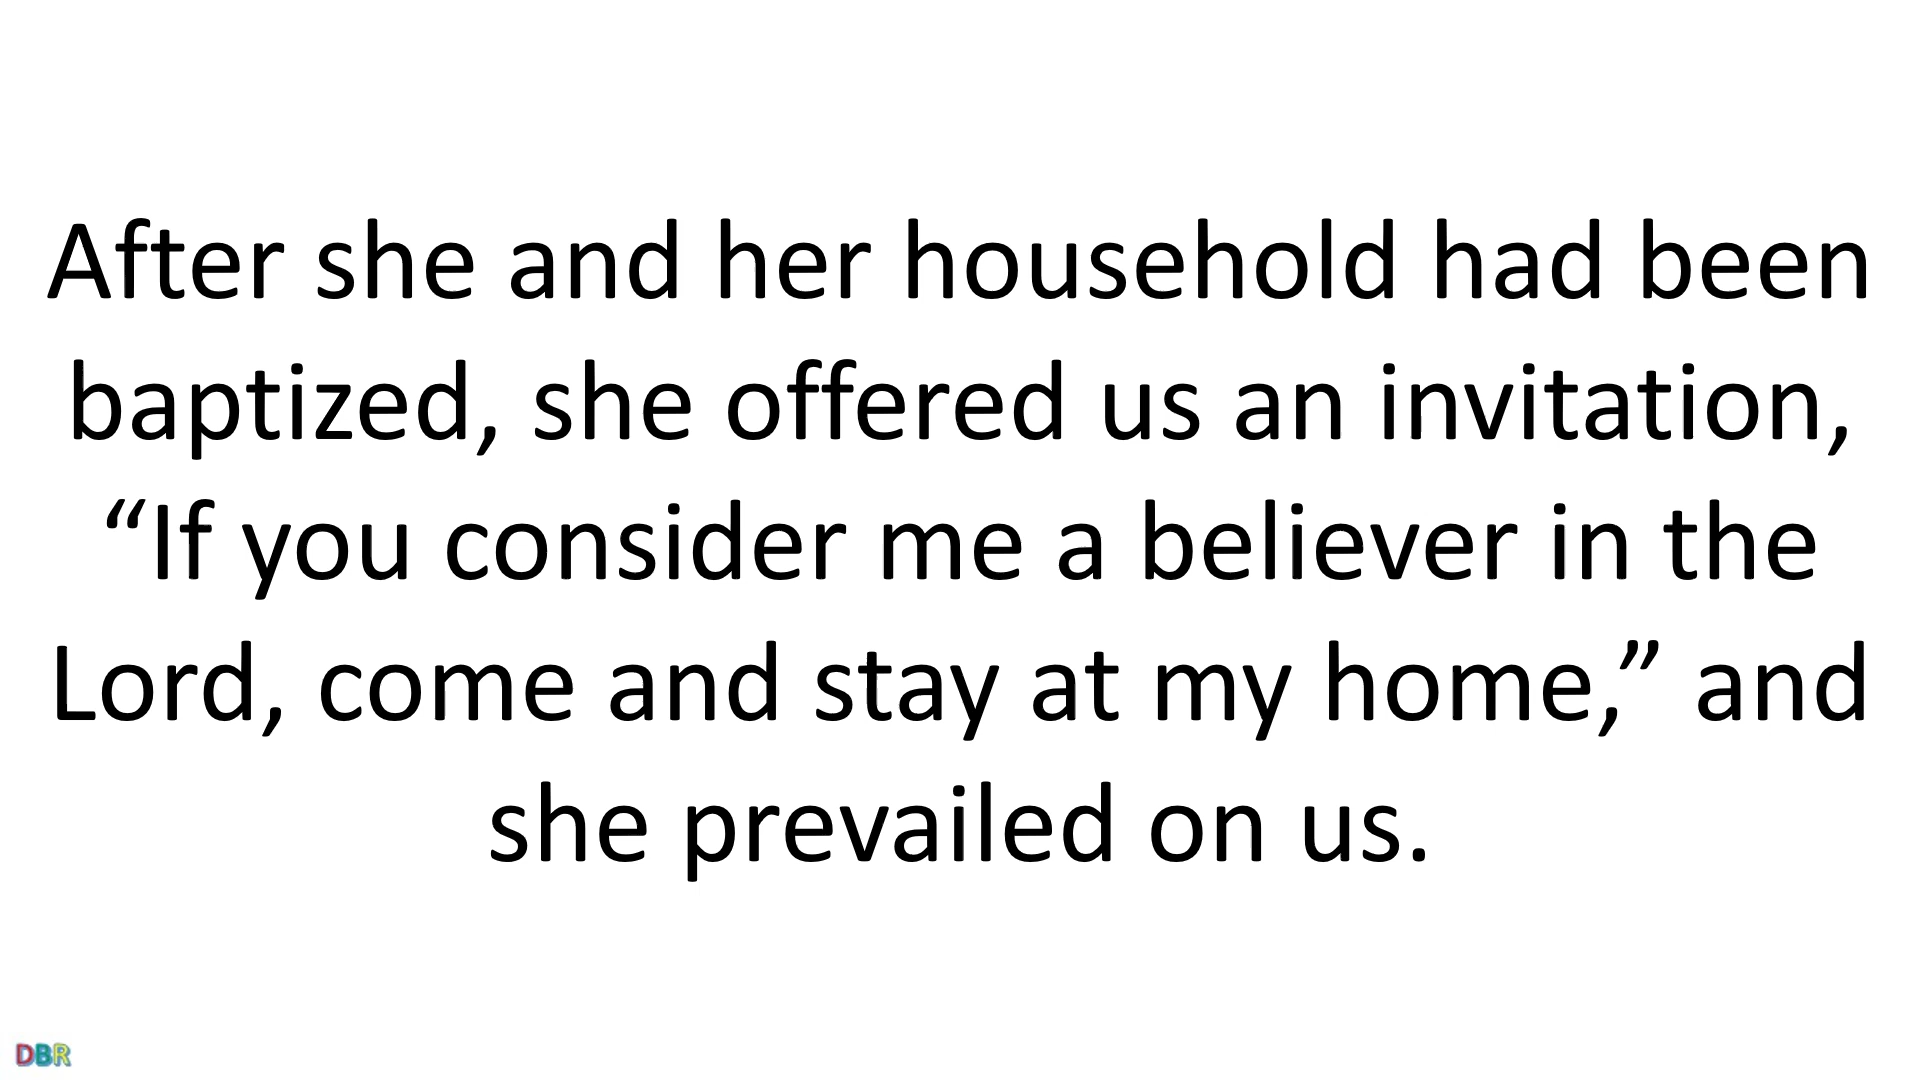 After she and her household had been
baptized, she offered us an invitation,
“If you consider me a believer in the
Lord, come and stay at my home,” and
she prevailed on us.
DBR